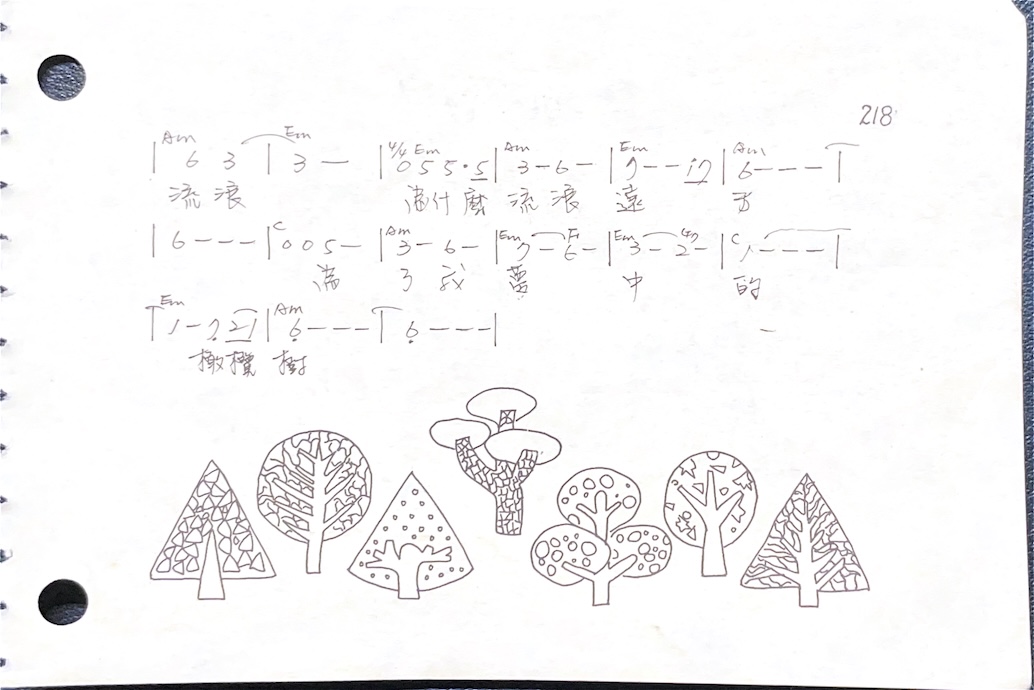 218
Am Em 4/4 Em Am Em Am
| 6 3 | 3 — | 0 5 5 · 5 | 3 – 6 – | 7 – – 1 7 | 6 – – – |
流 浪 為什麼 流 浪 遠 方
C Am Em F Em C
| 6 – – – | 0 0 5 – | 3 – 6 – | 7 – 6 – | 3 – 2 – | 1 – – – |
為 了 我 夢 中 的
Em Am
| 1 – 7 2 1 | 6 – – – | 6 – – – |
橄欖 樹